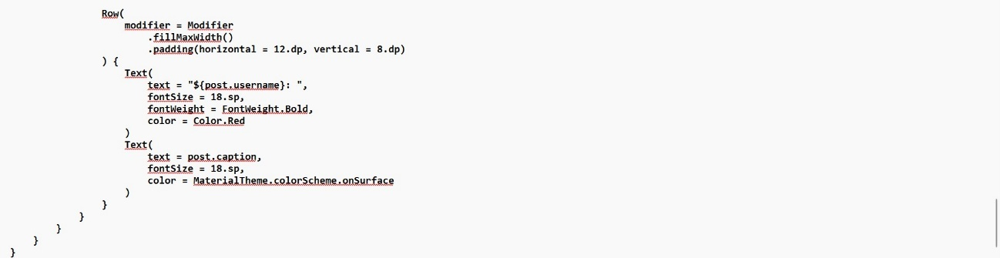 Row(
modifier = Modifier
.fillMaxWidth()
.padding(horizontal = 12.dp, vertical = 8.dp)
) {
Text(
text = "${post.username}: ",
fontSize = 18.sp,
fontWeight = FontWeight.Bold,
color = Color.Red
)
Text(
text = post.caption,
fontSize = 18.sp,
color = MaterialTheme.colorScheme.onSurface
)
}
}
}
}
}